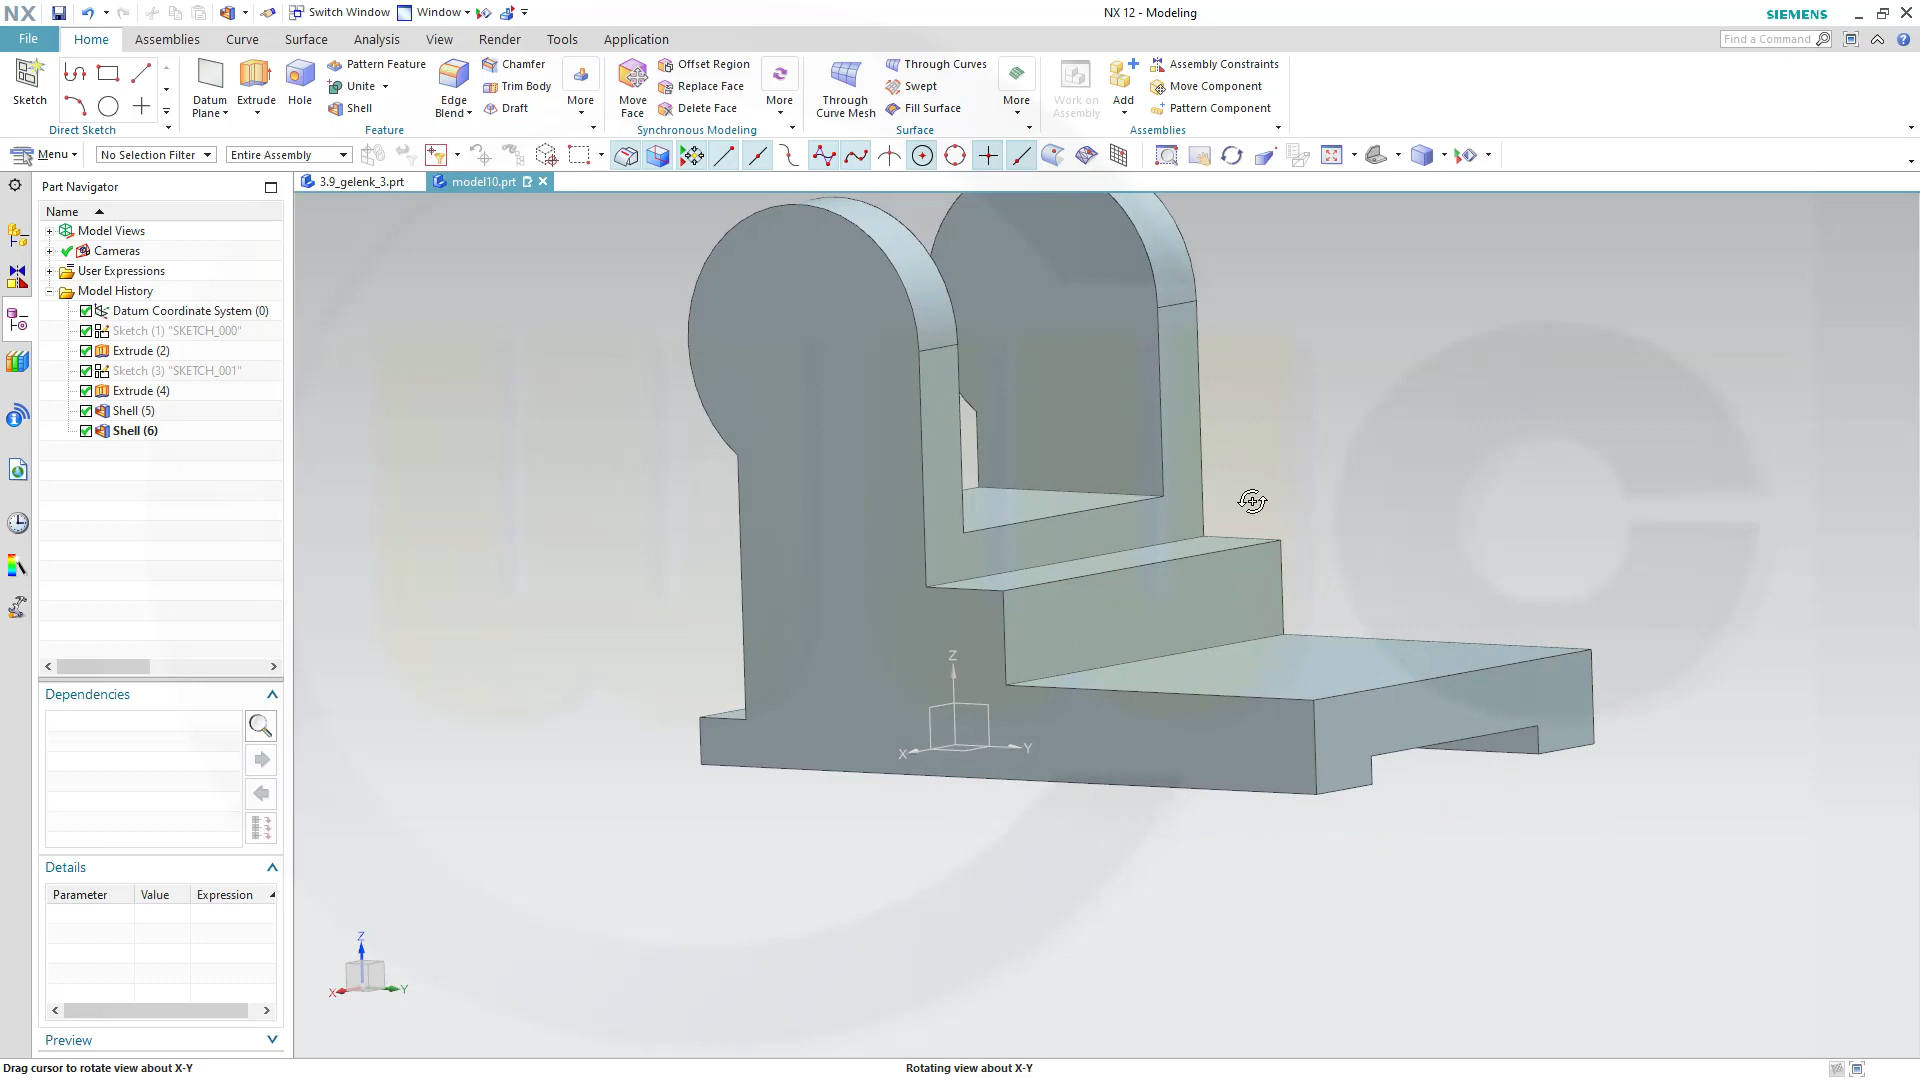 NX
Switch Window
Window
NX 12 - Modeling
SIEMENS
File
Home
Assemblies
Curve
Surface
Analysis
View
Render
Tools
Application
Find a Command
Sketch
Direct Sketch
Datum
Plane
Extrude
Hole
Pattern Feature
Unite
Shell
Edge
Blend
Chamfer
Trim Body
Draft
More
Feature
Move
Face
Offset Region
Replace Face
Delete Face
More
Synchronous Modeling
Through
Curve Mesh
Through Curves
Swept
Fill Surface
More
Surface
Work on
Assembly
Add
Assembly Constraints
Move Component
Pattern Component
Assemblies
Menu
No Selection Filter
Entire Assembly
Part Navigator
3.9_gelenk_3.prt
model10.prt
Name
Model Views
Cameras
User Expressions
Model History
Datum Coordinate System (0)
Sketch (1) "SKETCH_000"
Extrude (2)
Sketch (3) "SKETCH_001"
Extrude (4)
Shell (5)
Shell (6)
Dependencies
Details
Parameter
Value
Expression
Preview
Z
X
Y
Z
X
Y
Drag cursor to rotate view about X-Y
Rotating view about X-Y